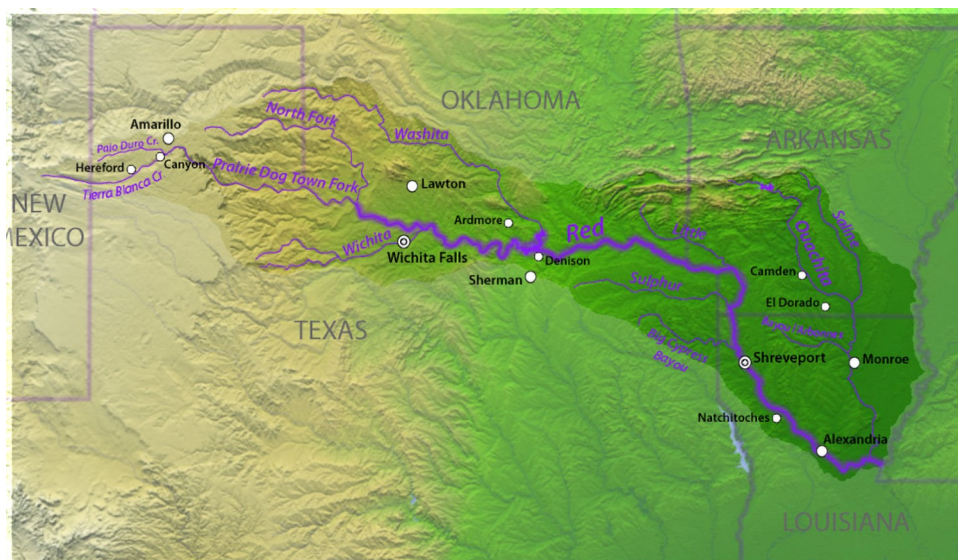 OKLAHOMA
ARKANSAS
NEW
MEXICO
TEXAS
LOUISIANA
Amarillo
Palo Duro Cr.
Hereford
Canyon
Tierra Blanca Cr.
North Fork
Washita
Prairie Dog Town Fork
Lawton
Ardmore
Wichita
Wichita Falls
Red
Denison
Sherman
Little
Saline
Ouachita
Camden
Sulphur
El Dorado
Big Cypress
Bayou
Shreveport
Monroe
Natchitoches
Alexandria